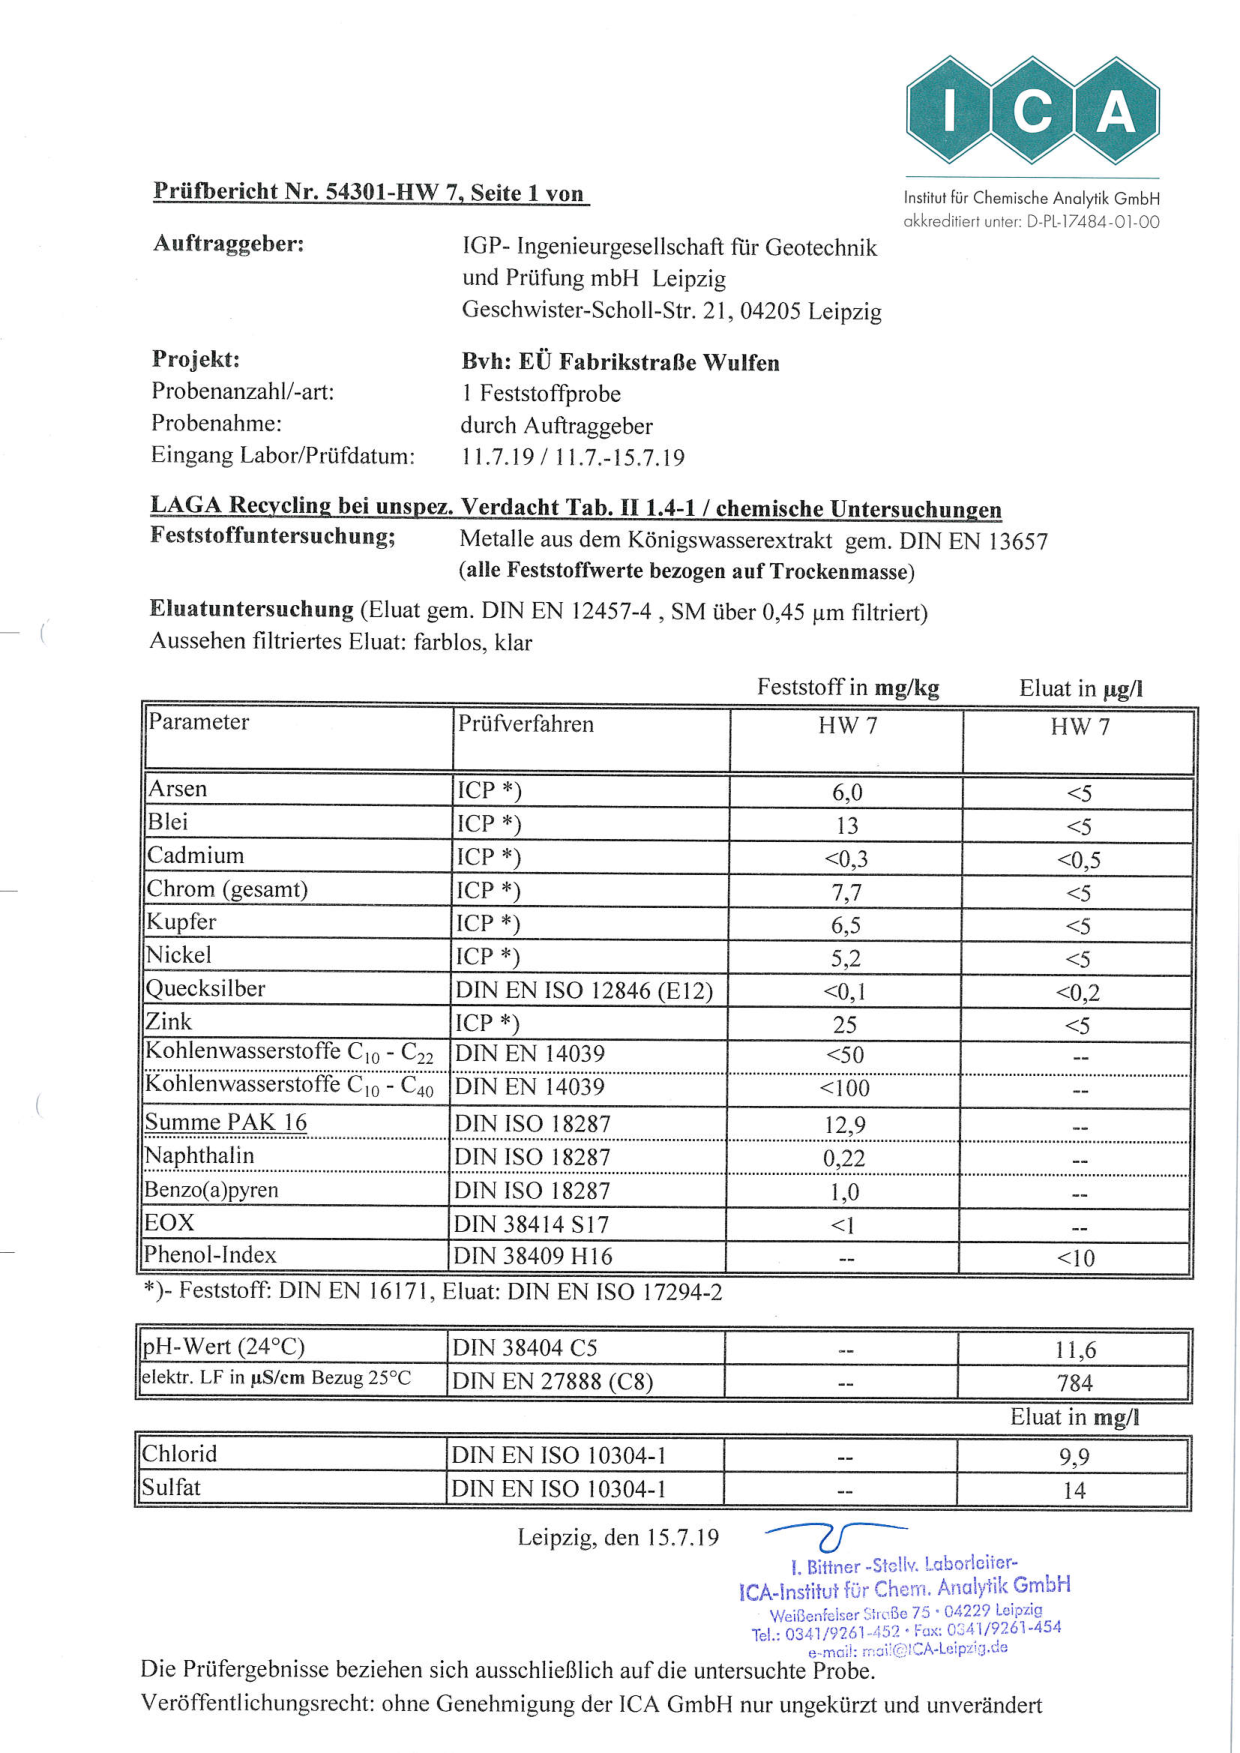 I C A
Institut für Chemische Analytik GmbH
akkreditiert unter: D-PL-17484-01-00
Prüfbericht Nr. 54301-HW 7, Seite 1 von
Auftraggeber: IGP- Ingenieurgesellschaft für Geotechnik
und Prüfung mbH Leipzig
Geschwister-Scholl-Str. 21, 04205 Leipzig
Projekt: Bvh: EÜ Fabrikstraße Wulfen
Probenanzahl/-art: 1 Feststoffprobe
Probenahme: durch Auftraggeber
Eingang Labor/Prüfdatum: 11.7.19 / 11.7.-15.7.19
LAGA Recycling bei unspez. Verdacht Tab. II 1.4-1 / chemische Untersuchungen
Feststoffuntersuchung; Metalle aus dem Königswasserextrakt gem. DIN EN 13657
(alle Feststoffwerte bezogen auf Trockenmasse)
Eluatuntersuchung (Eluat gem. DIN EN 12457-4 , SM über 0,45 µm filtriert)
Aussehen filtriertes Eluat: farblos, klar
Feststoff in mg/kg Eluat in µg/l
Parameter Prüfverfahren HW 7 HW 7
Arsen ICP *) 6,0 <5
Blei ICP *) 13 <5
Cadmium ICP *) <0,3 <0,5
Chrom (gesamt) ICP *) 7,7 <5
Kupfer ICP *) 6,5 <5
Nickel ICP *) 5,2 <5
Quecksilber DIN EN ISO 12846 (E12) <0,1 <0,2
Zink ICP *) 25 <5
Kohlenwasserstoffe C10 - C22 DIN EN 14039 <50 --
Kohlenwasserstoffe C10 - C40 DIN EN 14039 <100 --
Summe PAK 16 DIN ISO 18287 12,9 --
Naphthalin DIN ISO 18287 0,22 --
Benzo(a)pyren DIN ISO 18287 1,0 --
EOX DIN 38414 S17 <1 --
Phenol-Index DIN 38409 H16 -- <10
*)- Feststoff: DIN EN 16171, Eluat: DIN EN ISO 17294-2
pH-Wert (24°C) DIN 38404 C5 -- 11,6
elektr. LF in µS/cm Bezug 25°C DIN EN 27888 (C8) -- 784
Eluat in mg/l
Chlorid DIN EN ISO 10304-1 -- 9,9
Sulfat DIN EN ISO 10304-1 -- 14
Leipzig, den 15.7.19
I. Bittner -Stellv. Laborleiter-
ICA-Institut für Chem. Analytik GmbH
Weißenfelser Straße 75 · 04229 Leipzig
Tel.: 0341/9261-452 · Fax: 0341/9261-454
e-mail: mail@ICA-Leipzig.de
Die Prüfergebnisse beziehen sich ausschließlich auf die untersuchte Probe.
Veröffentlichungsrecht: ohne Genehmigung der ICA GmbH nur ungekürzt und unverändert